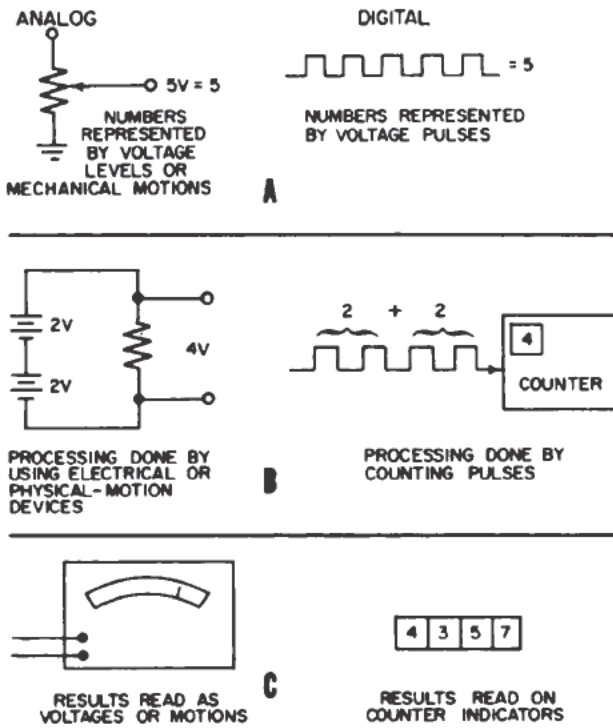 ANALOG
5V = 5
NUMBERS
REPRESENTED
BY VOLTAGE
LEVELS OR
MECHANICAL MOTIONS
DIGITAL
= 5
NUMBERS REPRESENTED
BY VOLTAGE PULSES
A
2V
2V
4V
PROCESSING DONE BY
USING ELECTRICAL OR
PHYSICAL-MOTION
DEVICES
2 + 2
4
COUNTER
PROCESSING DONE BY
COUNTING PULSES
B
RESULTS READ AS
VOLTAGES OR MOTIONS
C
4 3 5 7
RESULTS READ ON
COUNTER INDICATORS